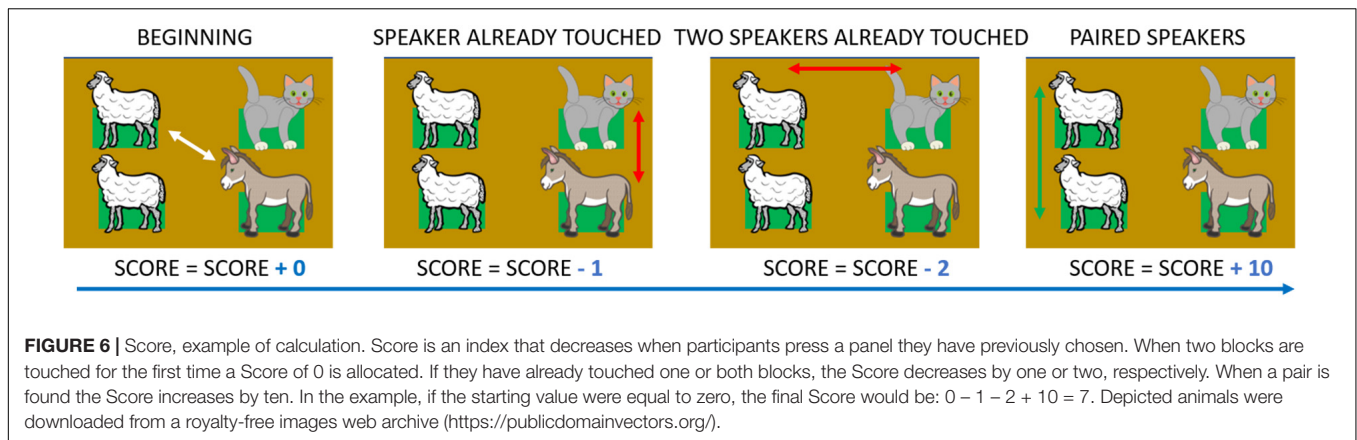 BEGINNING
SPEAKER ALREADY TOUCHED
TWO SPEAKERS ALREADY TOUCHED
PAIRED SPEAKERS
SCORE = SCORE + 0
SCORE = SCORE - 1
SCORE = SCORE - 2
SCORE = SCORE + 10
FIGURE 6 | Score, example of calculation. Score is an index that decreases when participants press a panel they have previously chosen. When two blocks are
touched for the first time a Score of 0 is allocated. If they have already touched one or both blocks, the Score decreases by one or two, respectively. When a pair is
found the Score increases by ten. In the example, if the starting value were equal to zero, the final Score would be: 0 – 1 – 2 + 10 = 7. Depicted animals were
downloaded from a royalty-free images web archive (https://publicdomainvectors.org/).